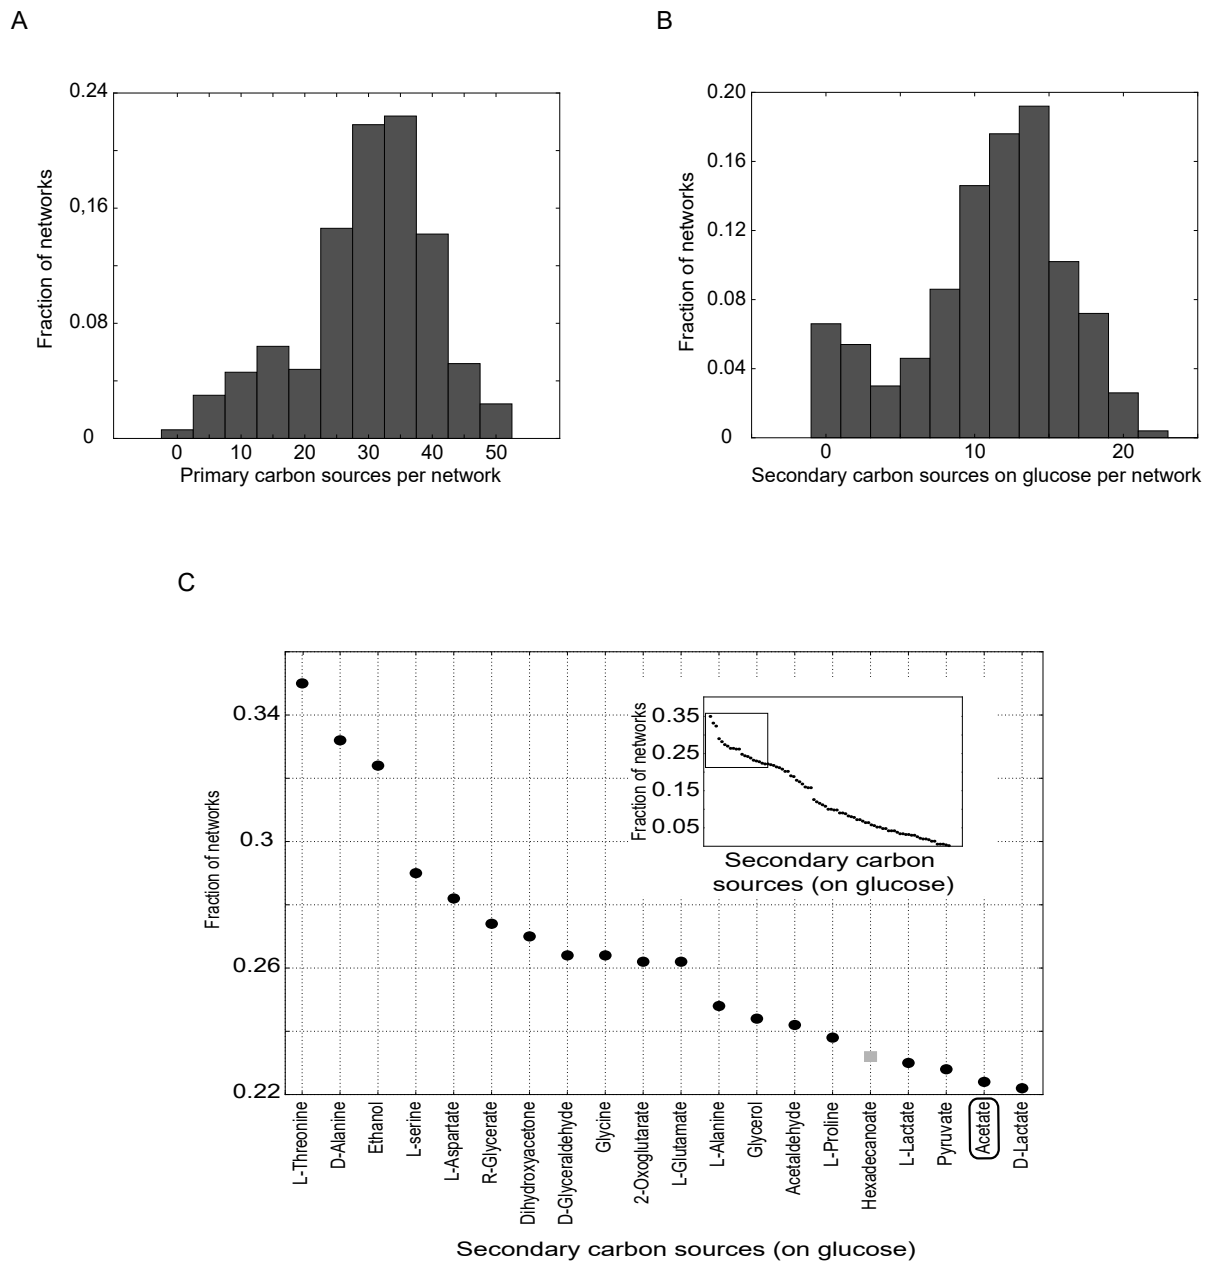 A
B
0.24
0.16
0.08
0
Fraction of networks
0 10 20 30 40 50
Primary carbon sources per network
0.20
0.16
0.12
0.08
0.04
0
Fraction of networks
0 10 20
Secondary carbon sources on glucose per network
C
0.34
0.3
0.26
0.22
Fraction of networks
0.35
0.25
0.15
0.05
Fraction of networks
Secondary carbon
sources (on glucose)
L-Threonine
D-Alanine
Ethanol
L-serine
L-Aspartate
R-Glycerate
Dihydroxyacetone
D-Glyceraldehyde
Glycine
2-Oxoglutarate
L-Glutamate
L-Alanine
Glycerol
Acetaldehyde
L-Proline
Hexadecanoate
L-Lactate
Pyruvate
Acetate
D-Lactate
Secondary carbon sources (on glucose)